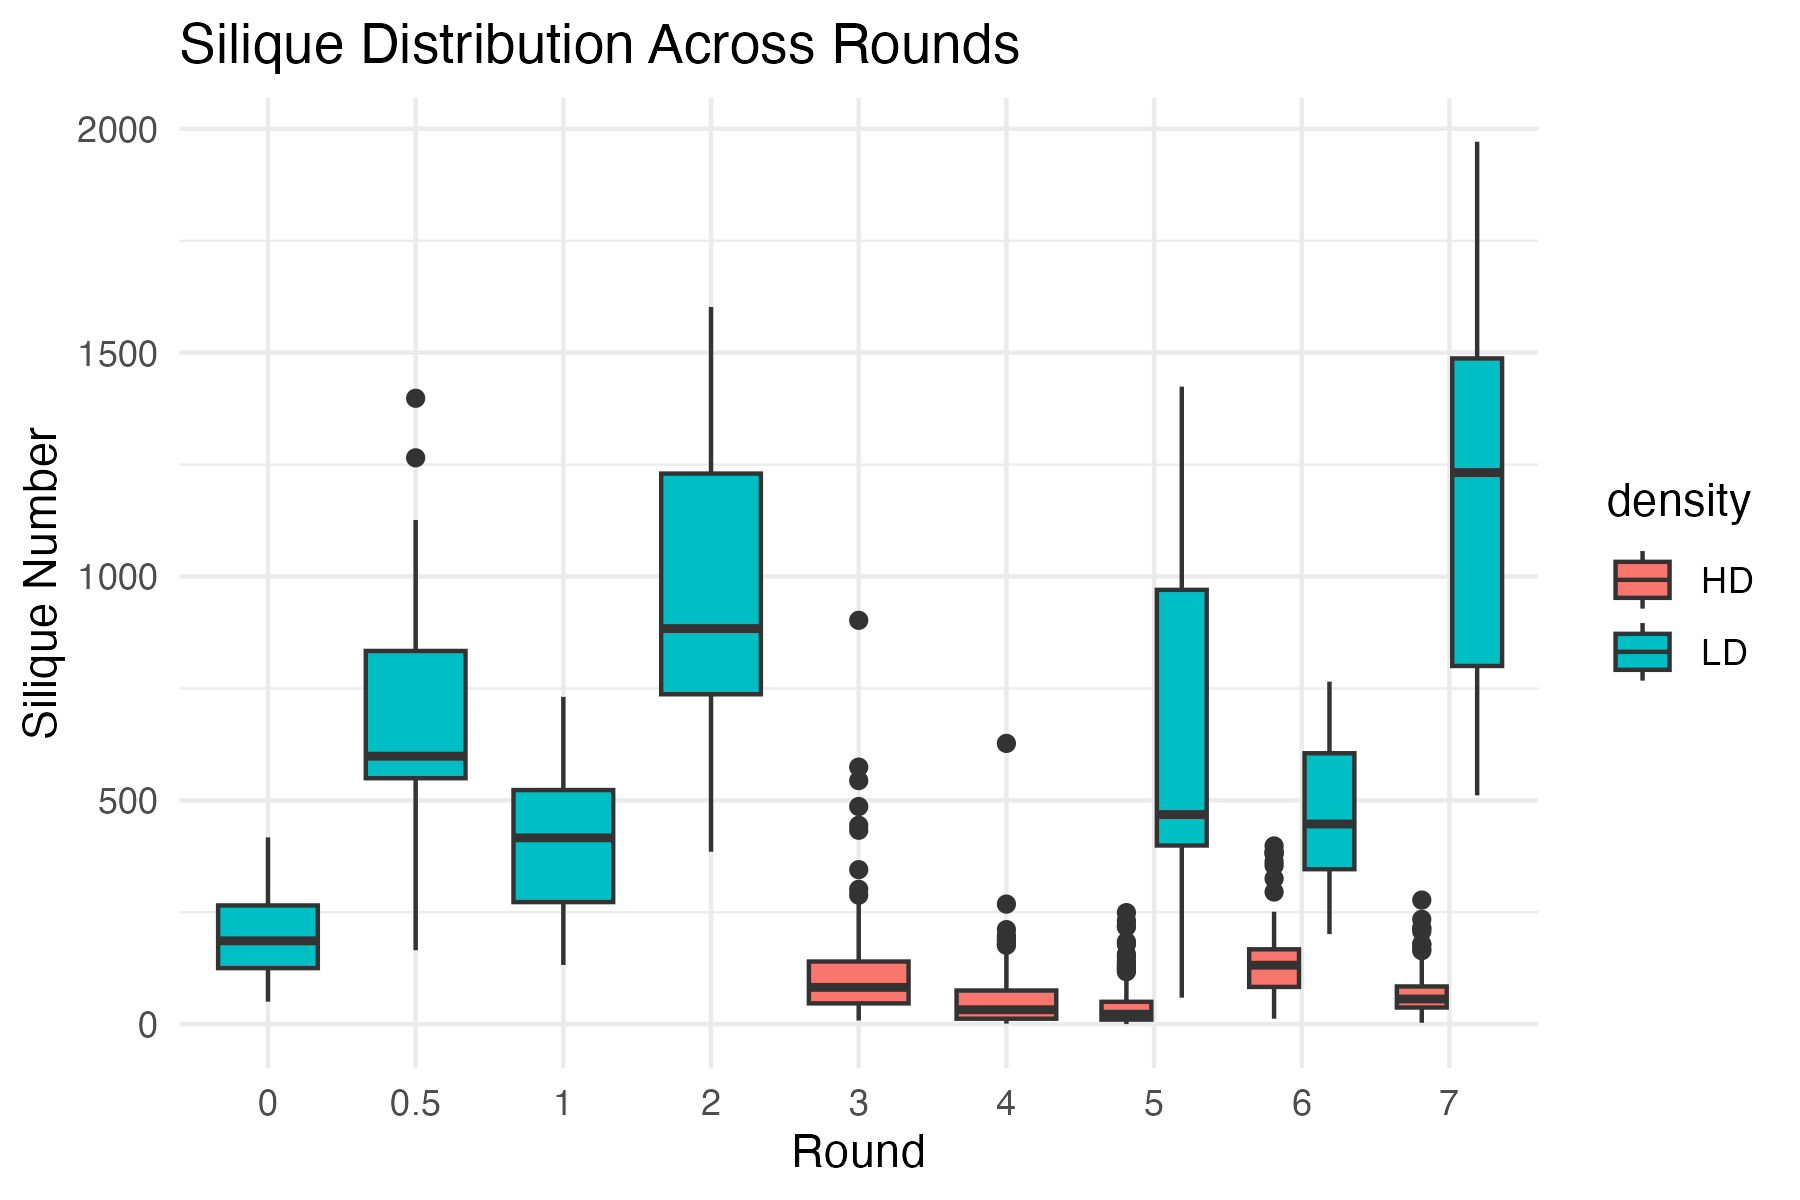 Silique Distribution Across Rounds
Silique Number
2000
1500
1000
500
0
0 0.5 1 2 3 4 5 6 7
Round
density
HD
LD